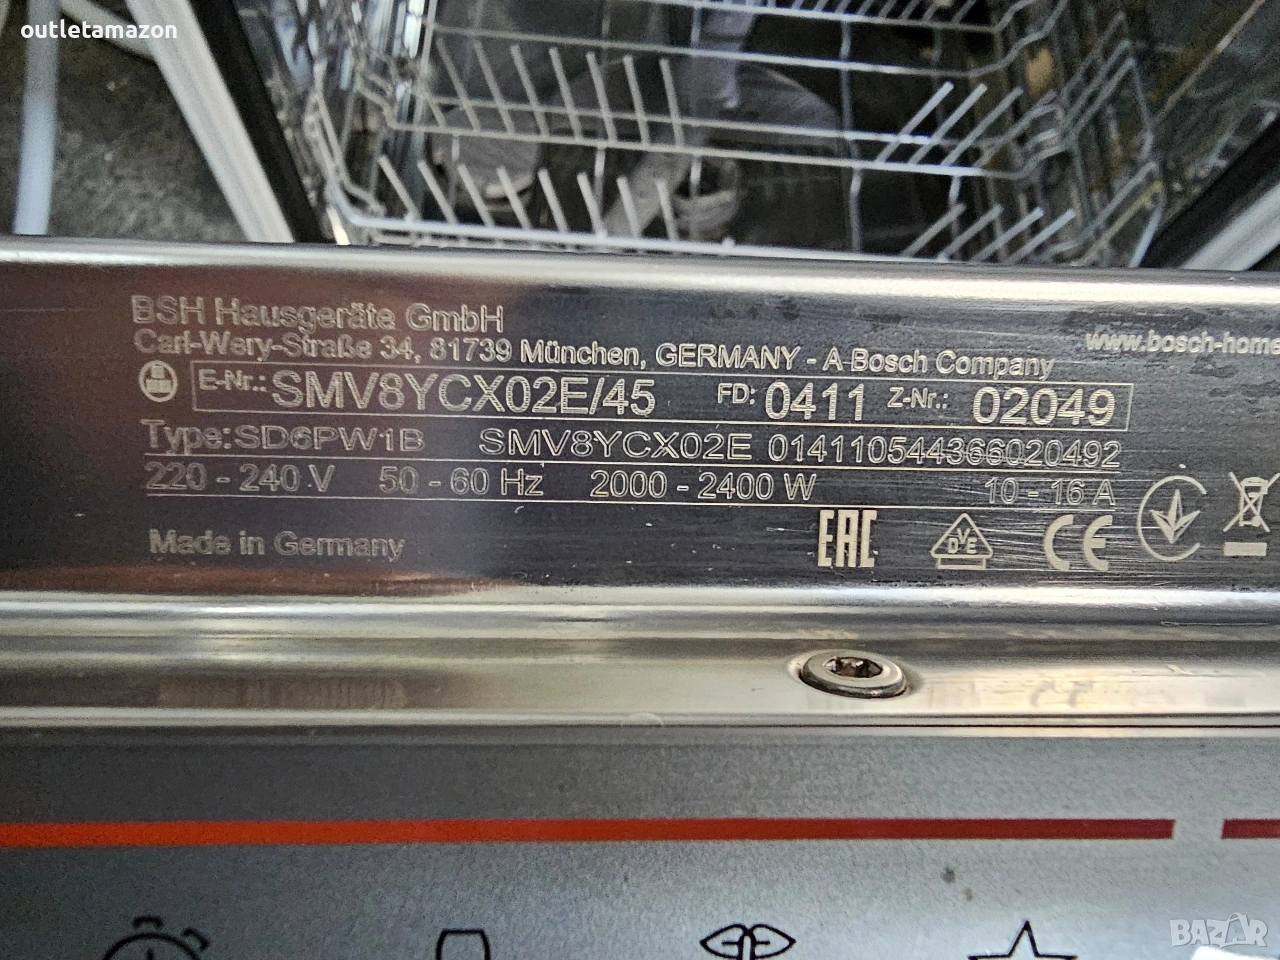 outletamazon
BSH Hausgeräte GmbH
Carl-Wery-Straße 34, 81739 München, GERMANY - A Bosch Company
www.bosch-home
E-Nr.: SMV8YCX02E/45 FD: 0411 Z-Nr.: 02049
Type: SD6PW1B SMV8YCX02E 014110544366020492
220 - 240 V 50 - 60 Hz 2000 - 2400 W 10 - 16 A
Made in Germany EAC DVE CE
BAZAR